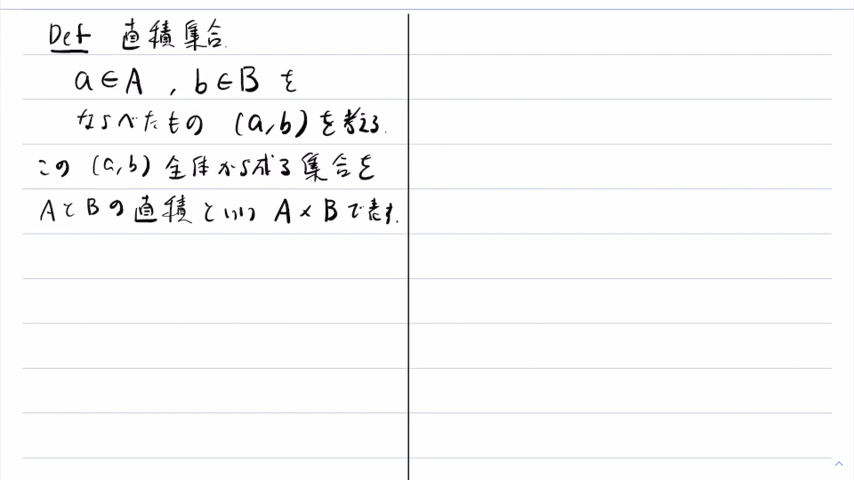 Def 直積集合.
a∈A , b∈B を
ならべたもの (a,b) を考える.
この (a,b) 全体から成る集合を
AとBの直積といい A×B で表す.